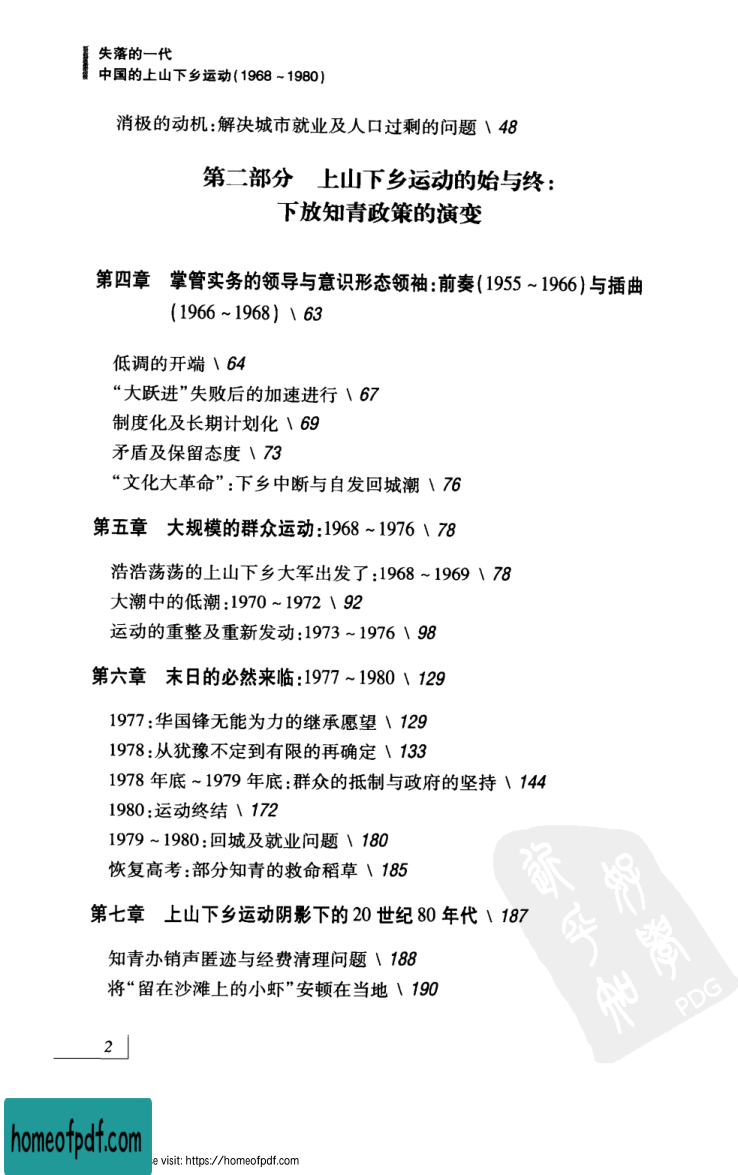 失落的一代
中国的上山下乡运动(1968~1980)
消极的动机:解决城市就业及人口过剩的问题 \ 48
第二部分 上山下乡运动的始与终:
下放知青政策的演变
第四章 掌管实务的领导与意识形态领袖:前奏(1955~1966)与插曲
(1966~1968) \ 63
低调的开端 \ 64
“大跃进”失败后的加速进行 \ 67
制度化及长期计划化 \ 69
矛盾及保留态度 \ 73
“文化大革命”:下乡中断与自发回城潮 \ 76
第五章 大规模的群众运动:1968~1976 \ 78
浩浩荡荡的上山下乡大军出发了:1968~1969 \ 78
大潮中的低潮:1970~1972 \ 92
运动的重整及重新发动:1973~1976 \ 98
第六章 末日的必然来临:1977~1980 \ 129
1977:华国锋无能为力的继承愿望 \ 129
1978:从犹豫不定到有限的再确定 \ 133
1978 年底~1979 年底:群众的抵制与政府的坚持 \ 144
1980:运动终结 \ 172
1979~1980:回城及就业问题 \ 180
恢复高考:部分知青的救命稻草 \ 185
第七章 上山下乡运动阴影下的 20 世纪 80 年代 \ 187
知青办销声匿迹与经费清理问题 \ 188
将“留在沙滩上的小虾”安顿在当地 \ 190
PDG
2
homeofpdf.com
se visit: https://homeofpdf.com